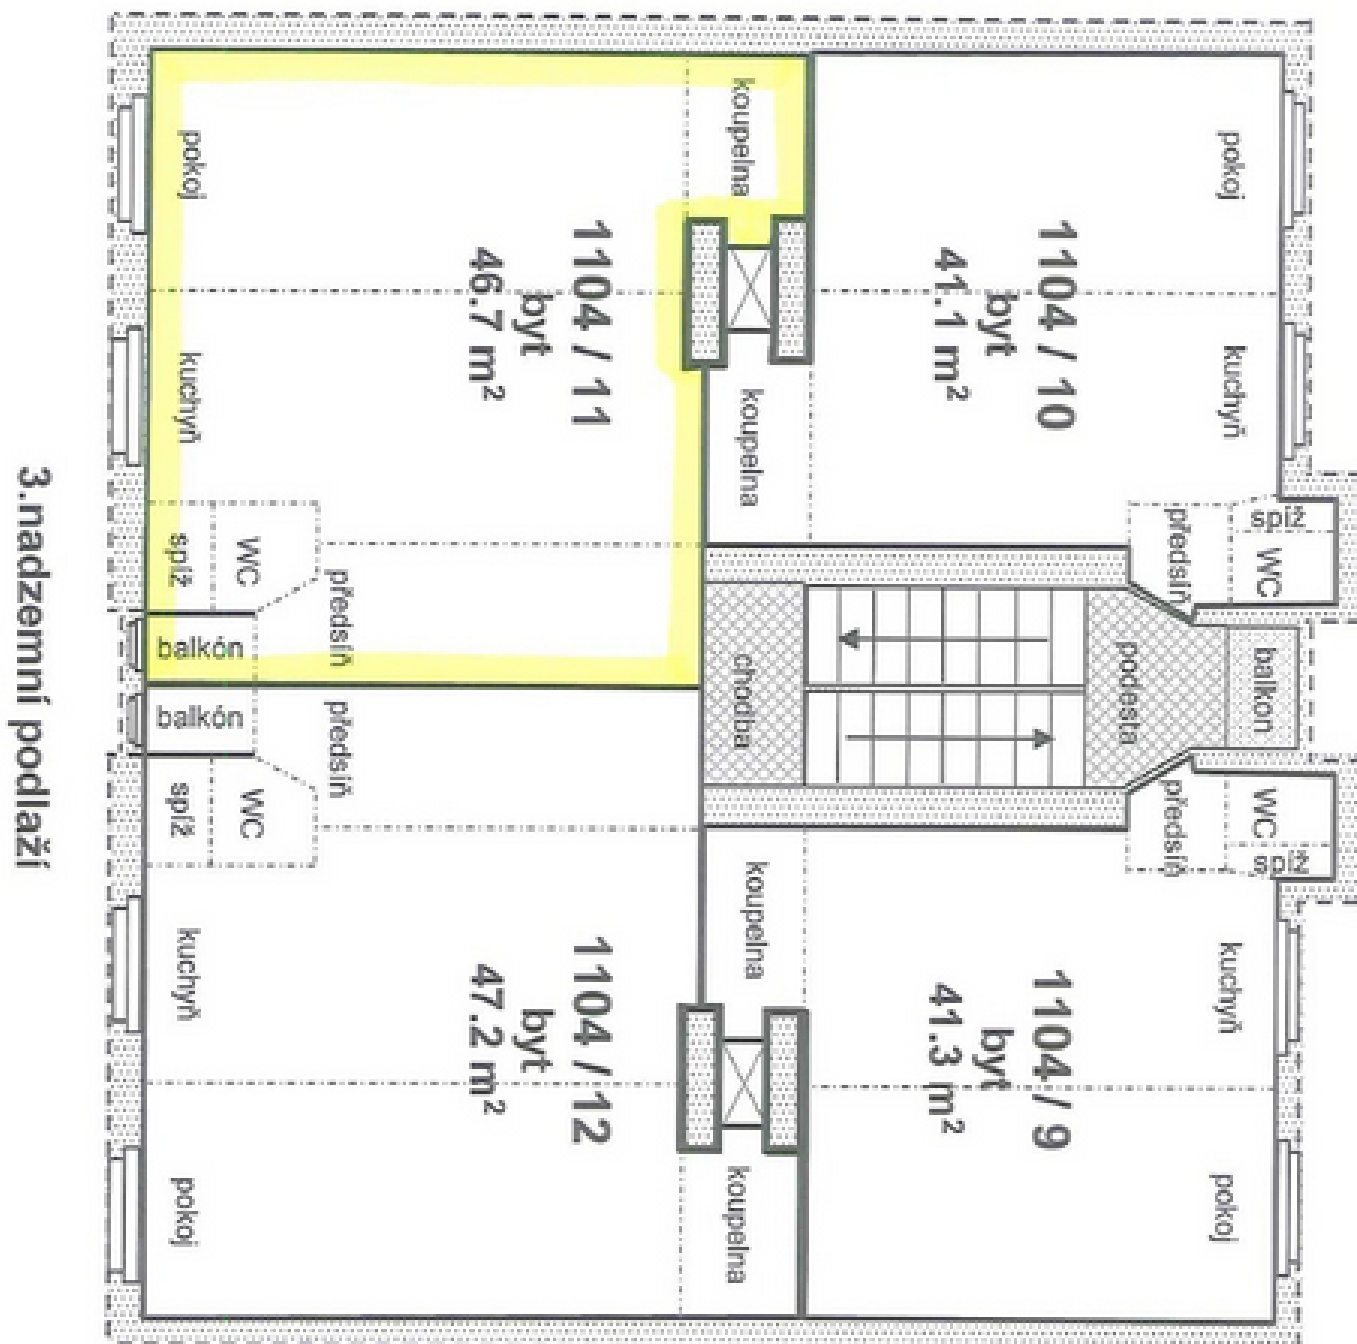 koupelna
pokoj
1104 / 11
byt
46.7 m²
kuchyň
spíž
WC
předsíň
balkón
pokoj
1104 / 10
byt
41.1 m²
kuchyň
koupelna
předsíň
spíž
WC
chodba
podesta
balkon
balkón
předsíň
spíž
WC
kuchyň
1104 / 12
byt
47.2 m²
pokoj
koupelna
předsíň
WC
spíž
koupelna
kuchyň
1104 / 9
byt
41.3 m²
pokoj
3.nadzemní podlaží